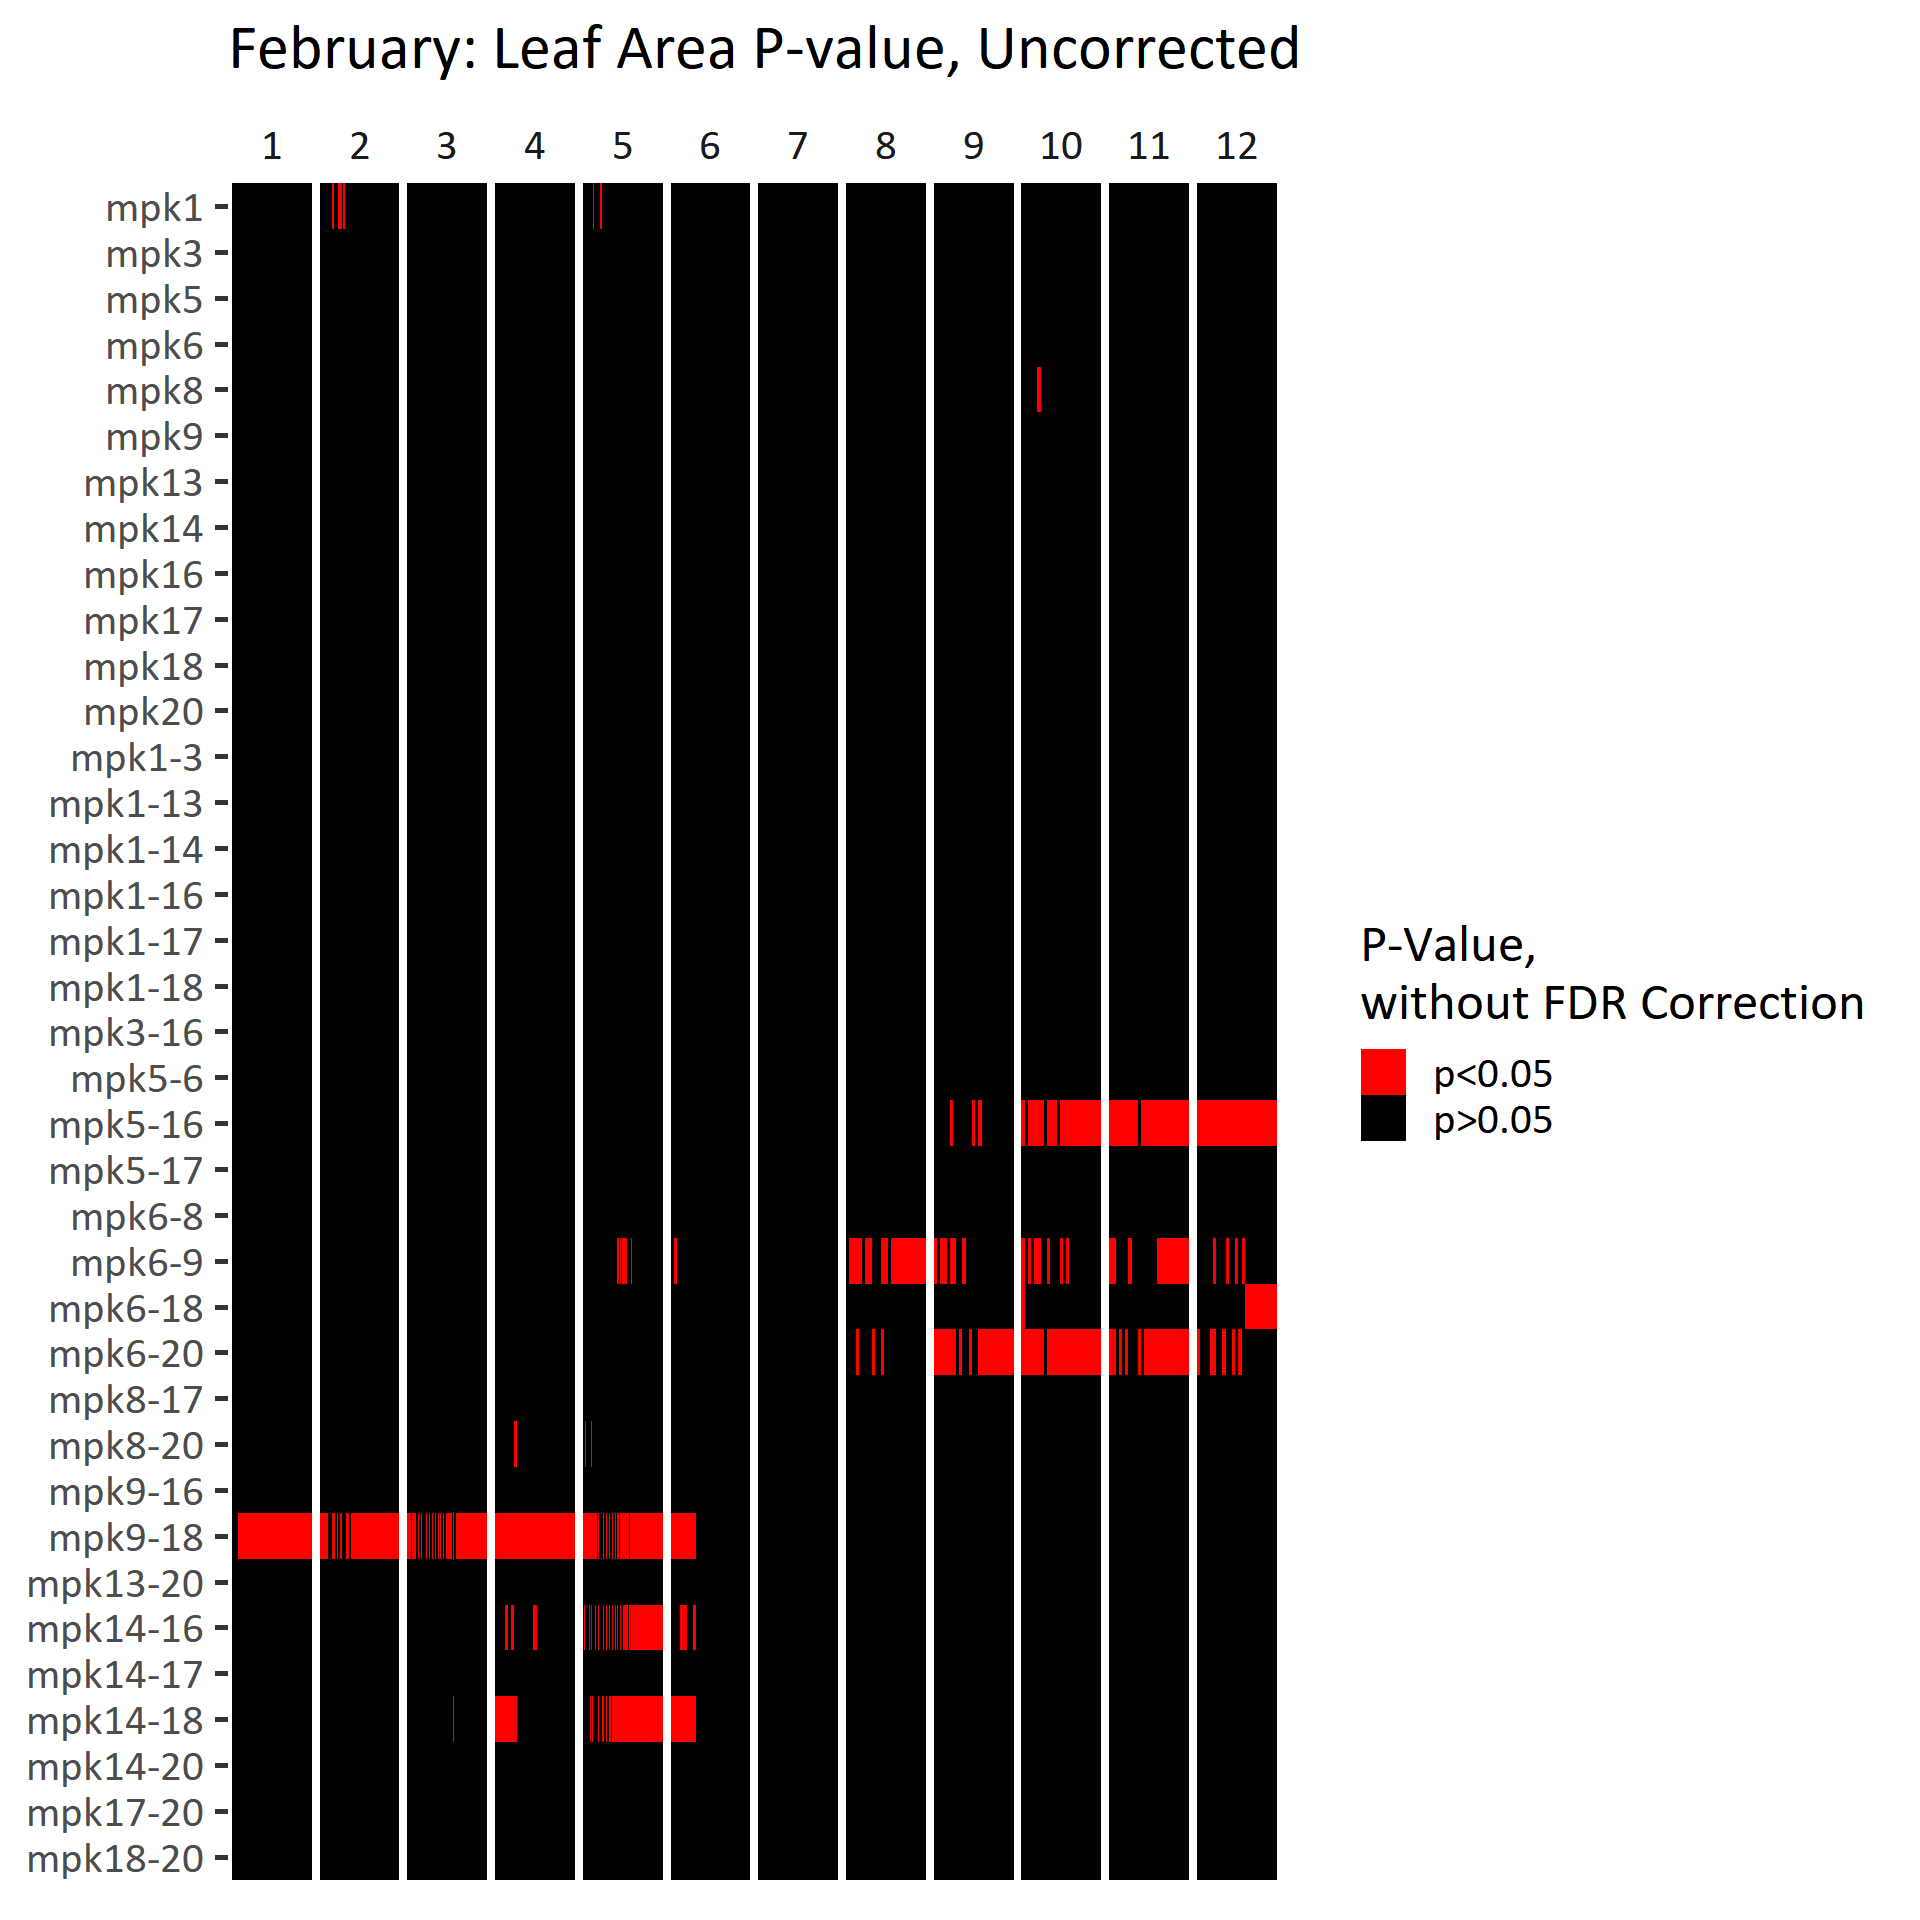 February: Leaf Area P-value, Uncorrected
1 2 3 4 5 6 7 8 9 10 11 12
mpk1
mpk3
mpk5
mpk6
mpk8
mpk9
mpk13
mpk14
mpk16
mpk17
mpk18
mpk20
mpk1-3
mpk1-13
mpk1-14
mpk1-16
mpk1-17
mpk1-18
mpk3-16
mpk5-6
mpk5-16
mpk5-17
mpk6-8
mpk6-9
mpk6-18
mpk6-20
mpk8-17
mpk8-20
mpk9-16
mpk9-18
mpk13-20
mpk14-16
mpk14-17
mpk14-18
mpk14-20
mpk17-20
mpk18-20
P-Value,
without FDR Correction
p<0.05
p>0.05